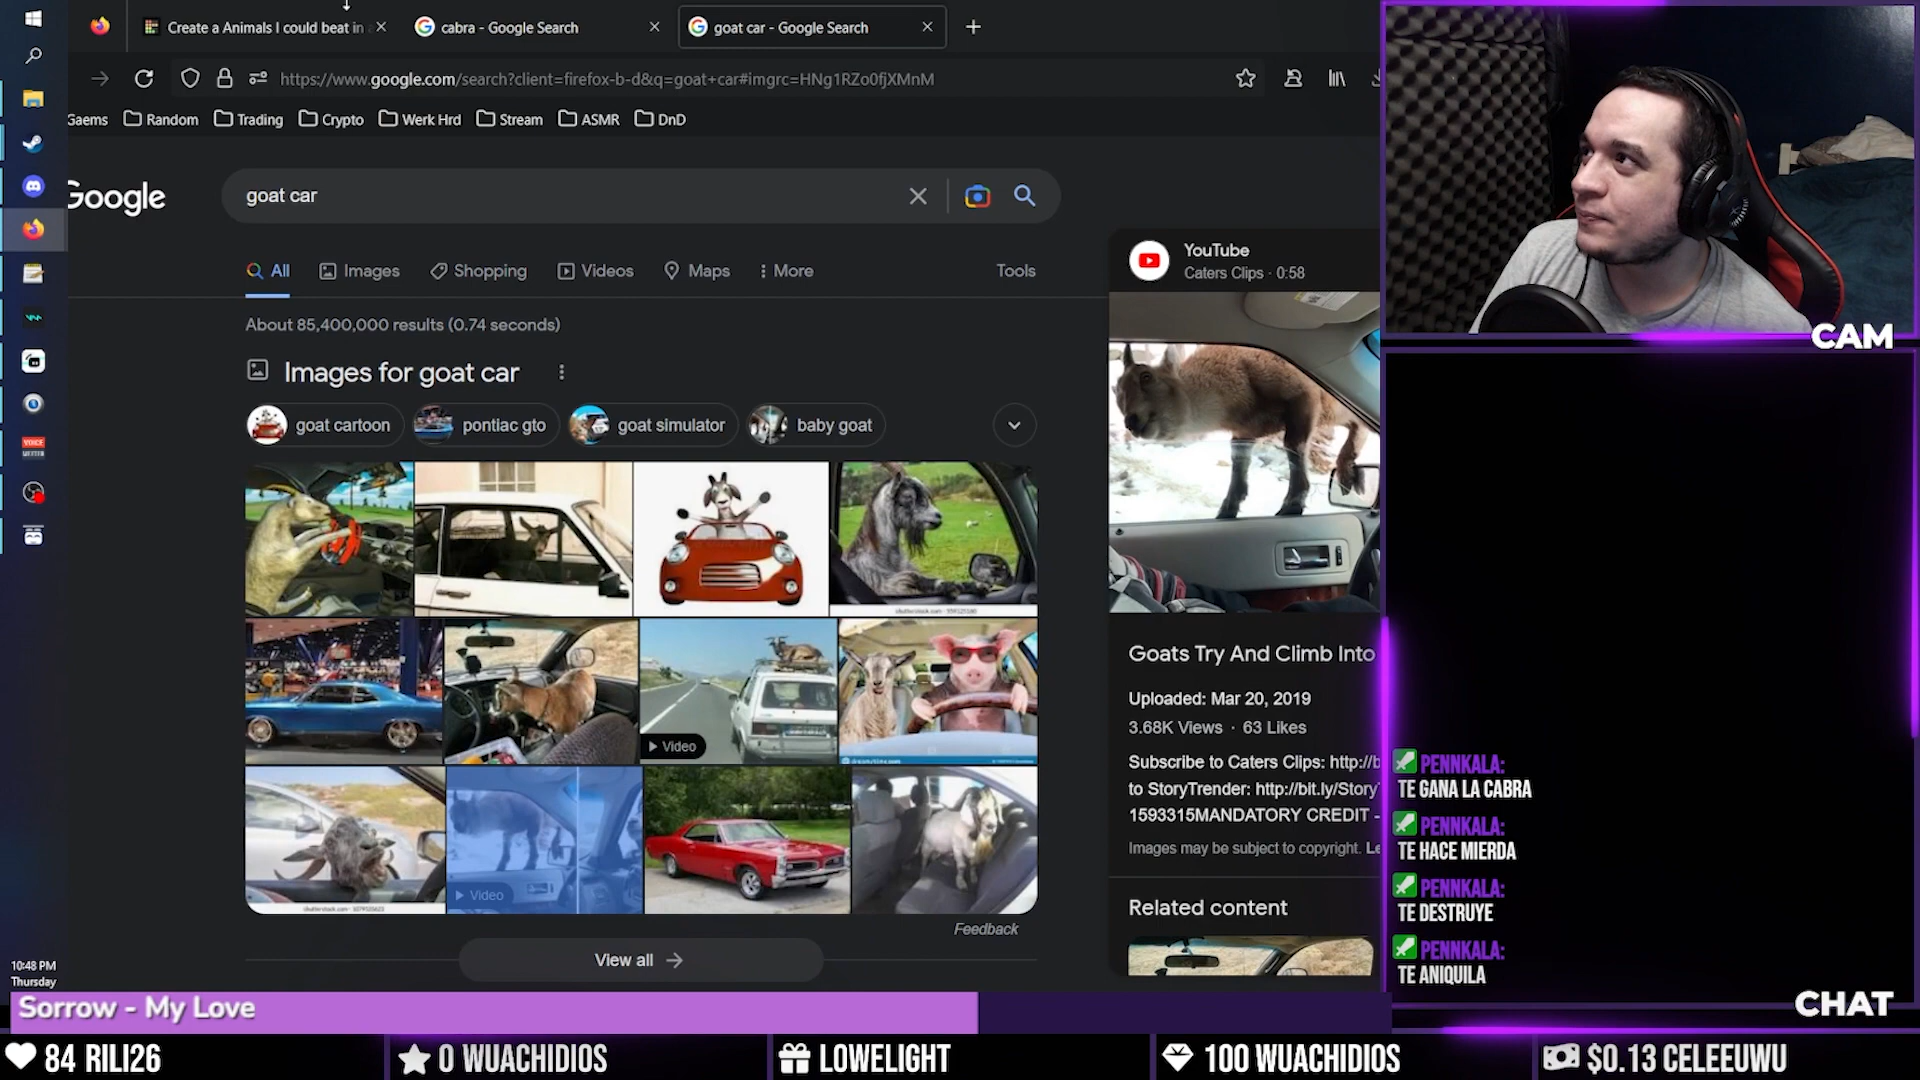 Create a Animals I could beat in
cabra - Google Search
goat car - Google Search
https://www.google.com/search?client=firefox-b-d&q=goat+car#imgrc=HNg1RZo0fjXMnM
Gaems
Random
Trading
Crypto
Werk Hrd
Stream
ASMR
DnD
Google
goat car
All
Images
Shopping
Videos
Maps
More
Tools
About 85,400,000 results (0.74 seconds)
Images for goat car
goat cartoon
pontiac gto
goat simulator
baby goat
Video
Video
Feedback
View all
YouTube
Caters Clips · 0:58
Goats Try And Climb Into
Uploaded: Mar 20, 2019
3.68K Views · 63 Likes
Subscribe to Caters Clips: http://b
to StoryTrender: http://bit.ly/Story
1593315MANDATORY CREDIT -
Images may be subject to copyright. Le
Related content
CAM
PENNKALA:
TE GANA LA CABRA
PENNKALA:
TE HACE MIERDA
PENNKALA:
TE DESTRUYE
PENNKALA:
TE ANIQUILA
CHAT
10:48 PM
Thursday
Sorrow - My Love
84 RILI26
0 WUACHIDIOS
LOWELIGHT
100 WUACHIDIOS
$0.13 CELEEUWU